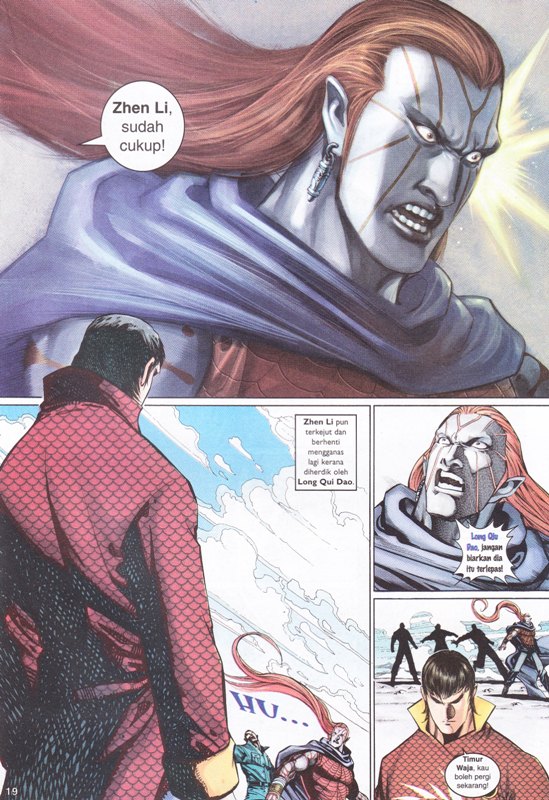 Zhen Li,
sudah
cukup!
Zhen Li pun
terkejut dan
berhenti
mengganas
lagi kerana
diherdik oleh
Long Qui Dao.
Long Qiu
Dao, jangan
biarkan dia
itu terlepas!
HU...
Timur
Waja, kau
boleh pergi
sekarang!
19